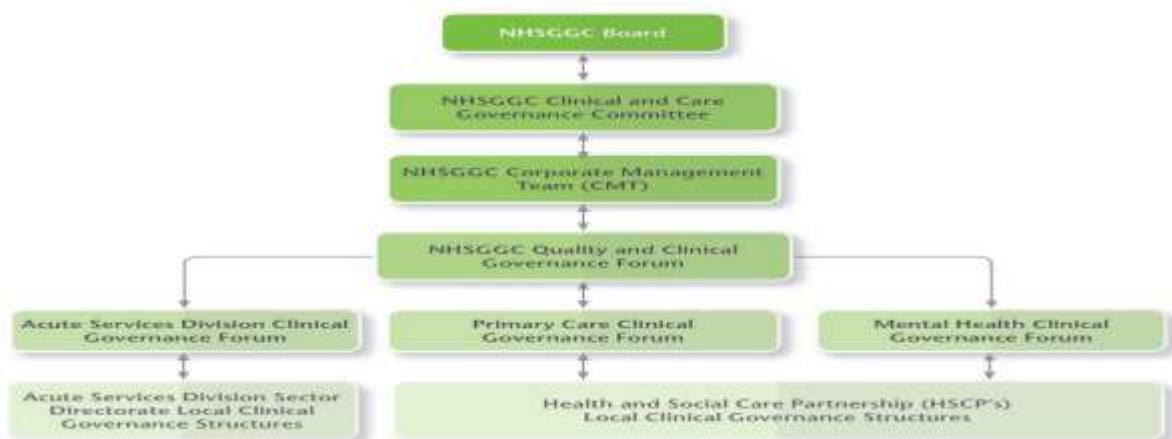 NHSGGC Board
NHSGGC Clinical and Care
Governance Committee
NHSGGC Corporate Management
Team (CMT)
NHSGGC Quality and Clinical
Governance Forum
Acute Services Division Clinical
Governance Forum
Primary Care Clinical
Governance Forum
Mental Health Clinical
Governance Forum
Acute Services Division Sector
Directorate Local Clinical
Governance Structures
Health and Social Care Partnership (HSCP's)
Local Clinical Governance Structures